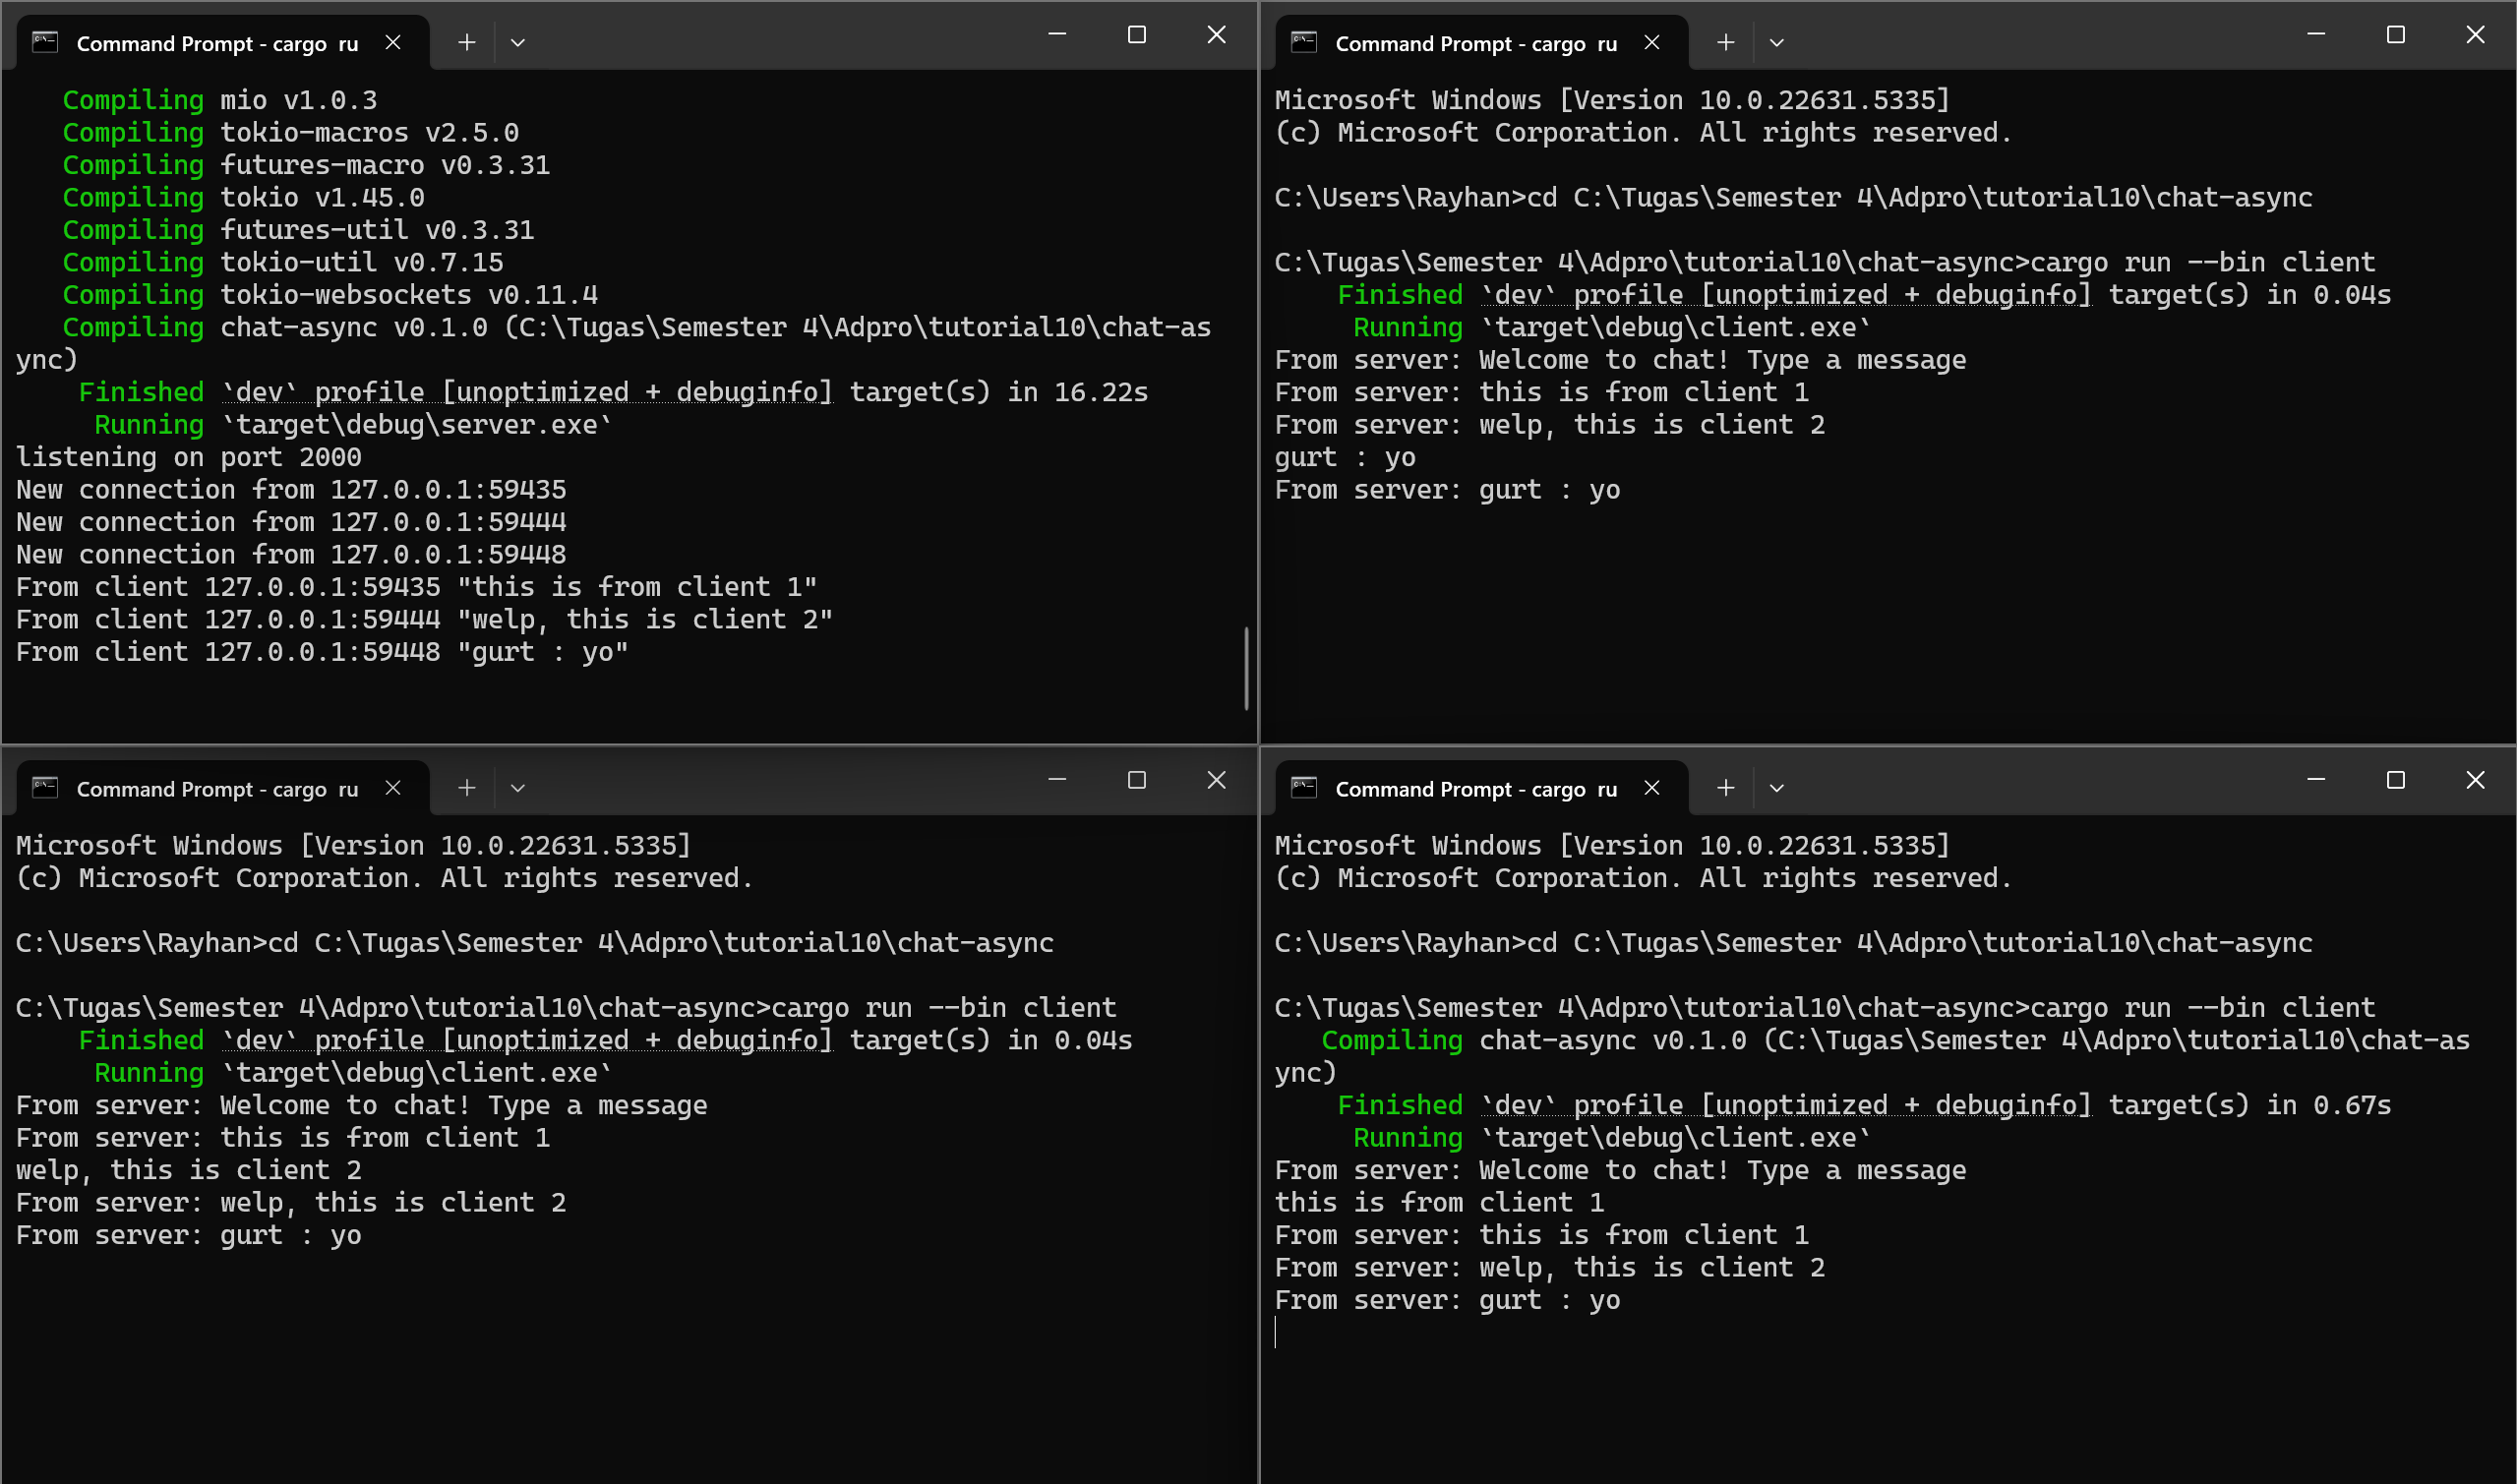 Command Prompt - cargo  ru
Compiling mio v1.0.3
Compiling tokio-macros v2.5.0
Compiling futures-macro v0.3.31
Compiling tokio v1.45.0
Compiling futures-util v0.3.31
Compiling tokio-util v0.7.15
Compiling tokio-websockets v0.11.4
Compiling chat-async v0.1.0 (C:\Tugas\Semester 4\Adpro\tutorial10\chat-as
ync)
Finished `dev` profile [unoptimized + debuginfo] target(s) in 16.22s
Running `target\debug\server.exe`
listening on port 2000
New connection from 127.0.0.1:59435
New connection from 127.0.0.1:59444
New connection from 127.0.0.1:59448
From client 127.0.0.1:59435 "this is from client 1"
From client 127.0.0.1:59444 "welp, this is client 2"
From client 127.0.0.1:59448 "gurt : yo"
Command Prompt - cargo  ru
Microsoft Windows [Version 10.0.22631.5335]
(c) Microsoft Corporation. All rights reserved.
C:\Users\Rayhan>cd C:\Tugas\Semester 4\Adpro\tutorial10\chat-async
C:\Tugas\Semester 4\Adpro\tutorial10\chat-async>cargo run --bin client
Finished `dev` profile [unoptimized + debuginfo] target(s) in 0.04s
Running `target\debug\client.exe`
From server: Welcome to chat! Type a message
From server: this is from client 1
From server: welp, this is client 2
gurt : yo
From server: gurt : yo
Command Prompt - cargo  ru
Microsoft Windows [Version 10.0.22631.5335]
(c) Microsoft Corporation. All rights reserved.
C:\Users\Rayhan>cd C:\Tugas\Semester 4\Adpro\tutorial10\chat-async
C:\Tugas\Semester 4\Adpro\tutorial10\chat-async>cargo run --bin client
Finished `dev` profile [unoptimized + debuginfo] target(s) in 0.04s
Running `target\debug\client.exe`
From server: Welcome to chat! Type a message
From server: this is from client 1
welp, this is client 2
From server: welp, this is client 2
From server: gurt : yo
Command Prompt - cargo  ru
Microsoft Windows [Version 10.0.22631.5335]
(c) Microsoft Corporation. All rights reserved.
C:\Users\Rayhan>cd C:\Tugas\Semester 4\Adpro\tutorial10\chat-async
C:\Tugas\Semester 4\Adpro\tutorial10\chat-async>cargo run --bin client
Compiling chat-async v0.1.0 (C:\Tugas\Semester 4\Adpro\tutorial10\chat-as
ync)
Finished `dev` profile [unoptimized + debuginfo] target(s) in 0.67s
Running `target\debug\client.exe`
From server: Welcome to chat! Type a message
this is from client 1
From server: this is from client 1
From server: welp, this is client 2
From server: gurt : yo